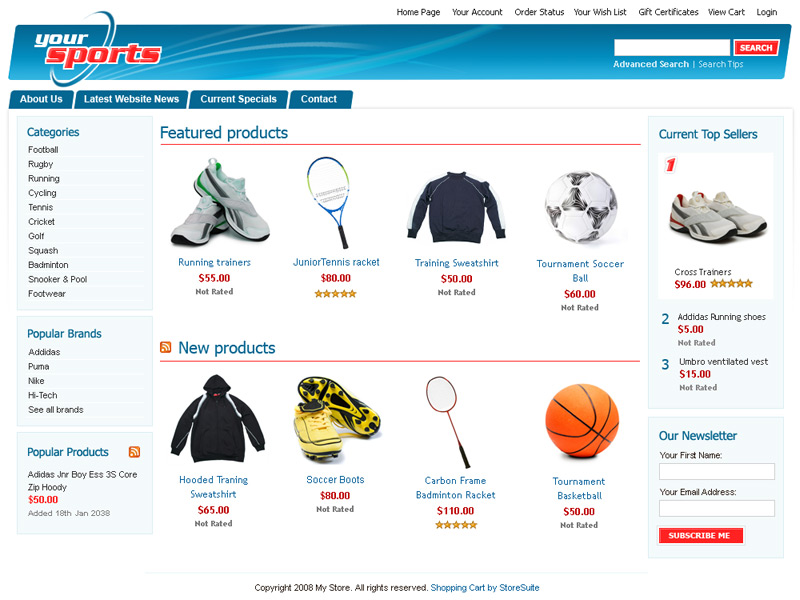 Home Page Your Account Order Status Your Wish List Gift Certificates View Cart Login
your
sports
SEARCH
Advanced Search | Search Tips
About Us Latest Website News Current Specials Contact
Categories
Football
Rugby
Running
Cycling
Tennis
Cricket
Golf
Squash
Badminton
Snooker & Pool
Footwear
Popular Brands
Addidas
Puma
Nike
Hi-Tech
See all brands
Popular Products
Adidas Jnr Boy Ess 3S Core
Zip Hoody
$50.00
Added 18th Jan 2038
Featured products
Running trainers
$55.00
Not Rated
JuniorTennis racket
$80.00
Training Sweatshirt
$50.00
Not Rated
Tournament Soccer
Ball
$60.00
Not Rated
New products
Hooded Traning
Sweatshirt
$65.00
Not Rated
Soccer Boots
$80.00
Not Rated
Carbon Frame
Badminton Racket
$110.00
Tournament
Basketball
$50.00
Not Rated
Current Top Sellers
1
Cross Trainers
$96.00
2 Addidas Running shoes
$5.00
Not Rated
3 Umbro ventilated vest
$15.00
Not Rated
Our Newsletter
Your First Name:
Your Email Address:
SUBSCRIBE ME
Copyright 2008 My Store. All rights reserved. Shopping Cart by StoreSuite